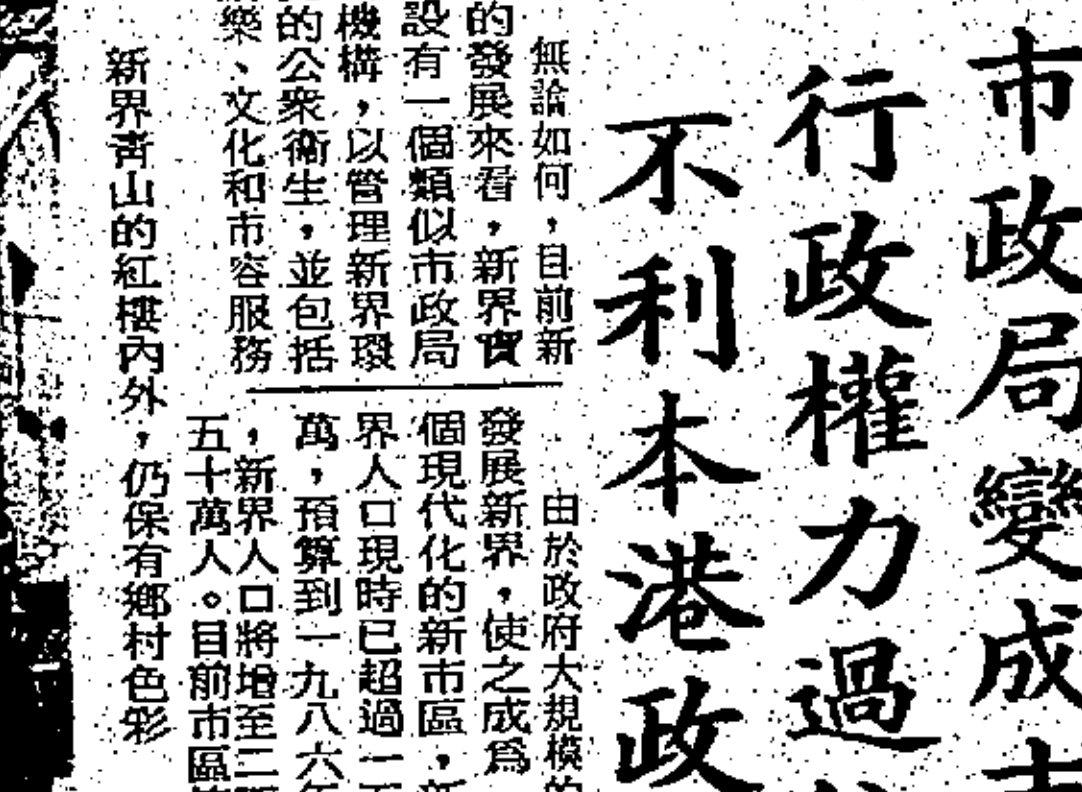 市政局變成市
行政權力過
不利本港政
無論如何，目前新
的發展來看，新界實
設有一個類似市政局
機構，以管理新界環
的公衆衛生，並包括
樂、文化和市容服務
由於政府大規模的
發展新界，使之成爲
個現代化的新市區，新
界人口現時已超過一百
萬，預算到一九八六年
，新界人口將增至二百
五十萬人。目前市區
新界靑山的紅樓內外，仍保有鄉村色彩